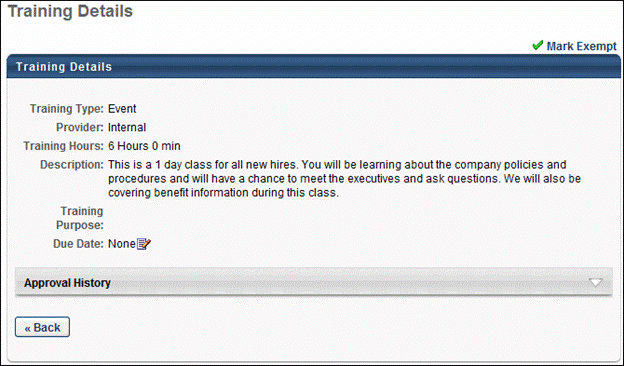 Training Details
Mark Exempt
Training Details
Training Type: Event
Provider: Internal
Training Hours: 6 Hours 0 min
Description: This is a 1 day class for all new hires. You will be learning about the company policies and
procedures and will have a chance to meet the executives and ask questions. We will also be
covering benefit information during this class.
Training
Purpose:
Due Date: None
Approval History
« Back